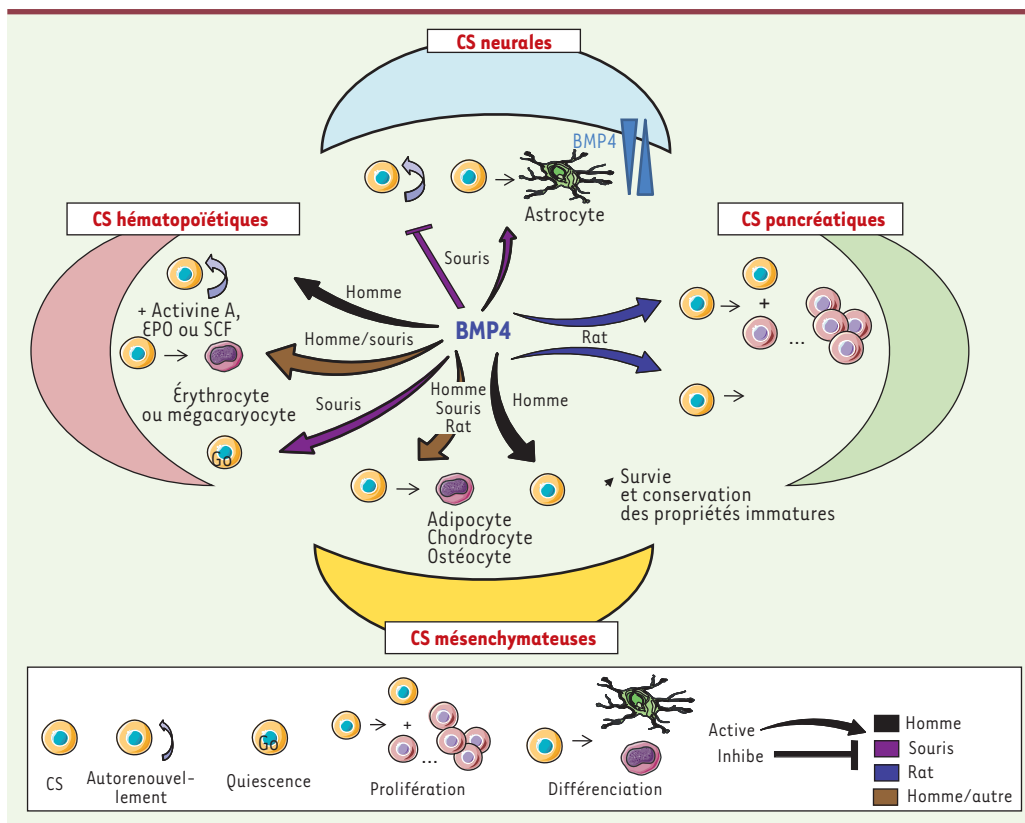 CS neurales
BMP4
Astrocyte
CS hématopoïétiques
CS pancréatiques
+ Activine A,
EPO ou SCF
Érythrocyte
ou mégacaryocyte
Go
Souris
Homme
Homme/souris
Souris
BMP4
Rat
+
...
Homme
Souris
Rat
Homme
Adipocyte
Chondrocyte
Ostéocyte
Survie
et conservation
des propriétés immatures
CS mésenchymateuses
CS
Autorenouvel-
lement
Go
Quiescence
+
...
Prolifération
Différenciation
Active
Inhibe
Homme
Souris
Rat
Homme/autre